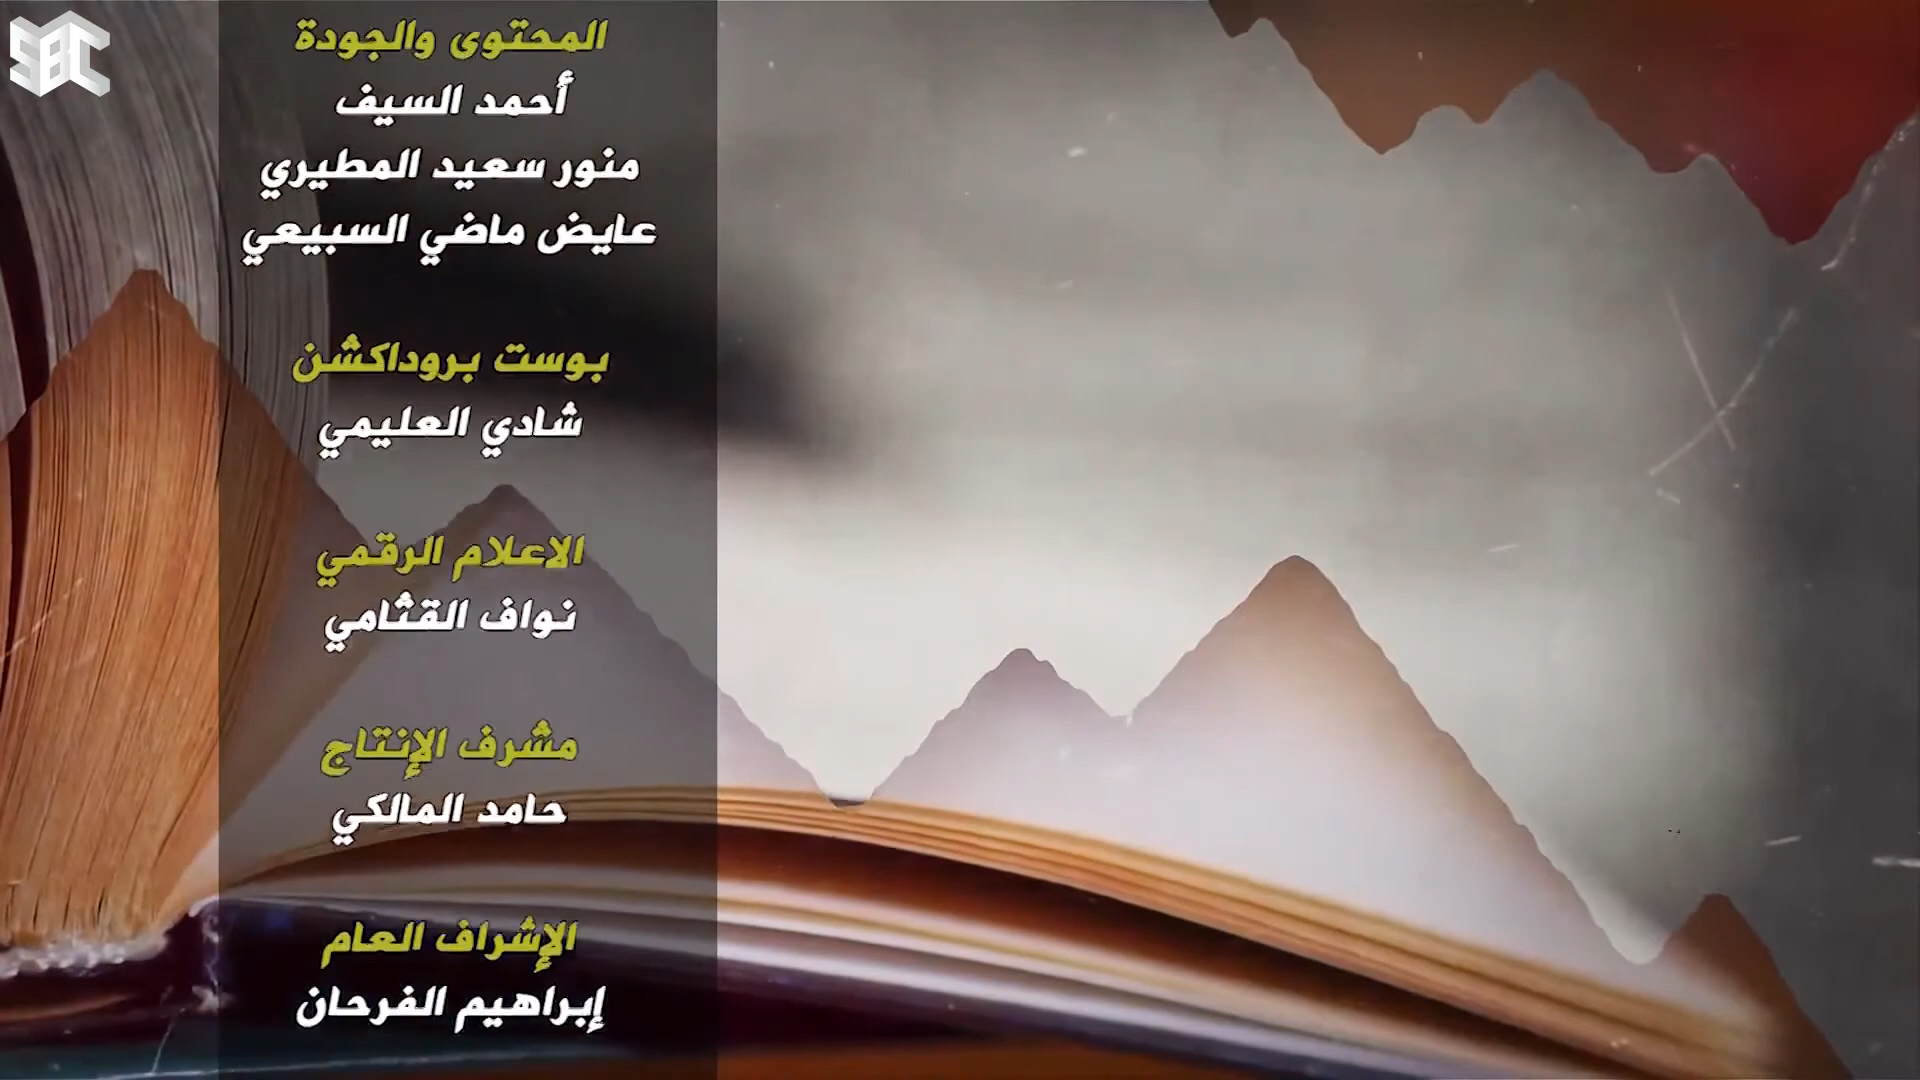 SBC
المحتوى والجودة
أحمد السيف
منور سعيد المطيري
عايض ماضي السبيعي
بوست بروداكشن
شادي العليمي
الاعلام الرقمي
نواف القثامي
مشرف الإنتاج
حامد المالكي
الإشراف العام
إبراهيم الفرحان